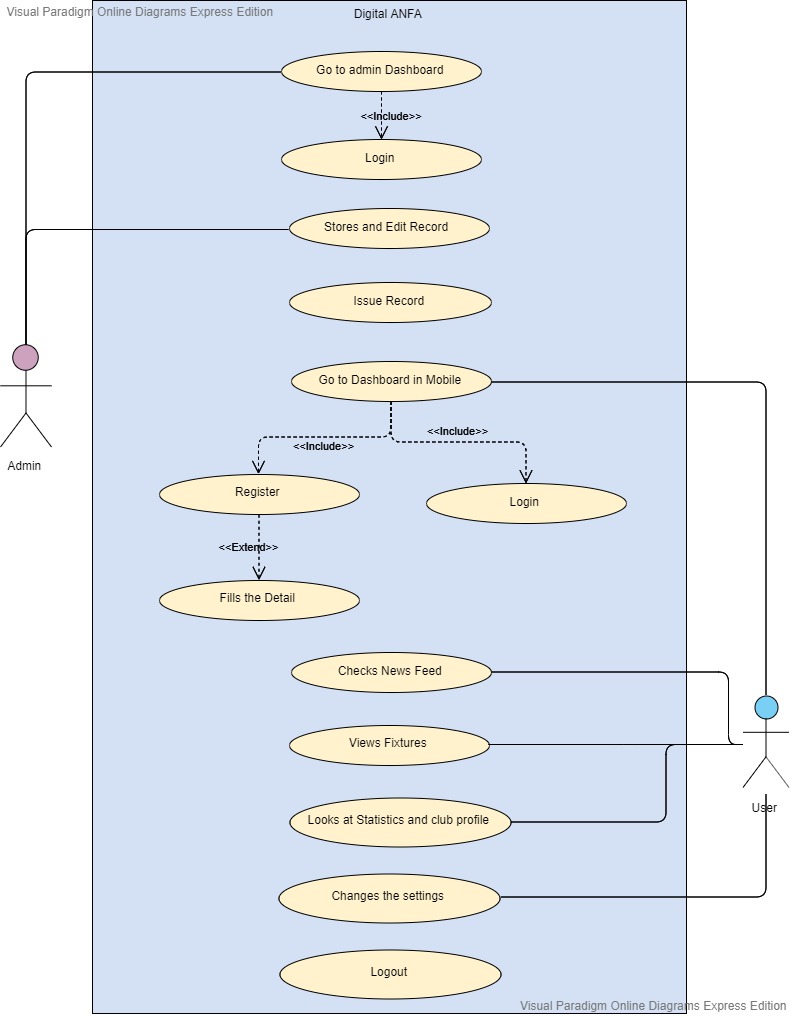 Visual Paradigm Online Diagrams Express Edition
Digital ANFA
Go to admin Dashboard
<<Include>>
Login
Stores and Edit Record
Issue Record
Go to Dashboard in Mobile
<<Include>>
<<Include>>
Admin
Register
Login
<<Extend>>
Fills the Detail
Checks News Feed
Views Fixtures
User
Looks at Statistics and club profile
Changes the settings
Logout
Visual Paradigm Online Diagrams Express Edition